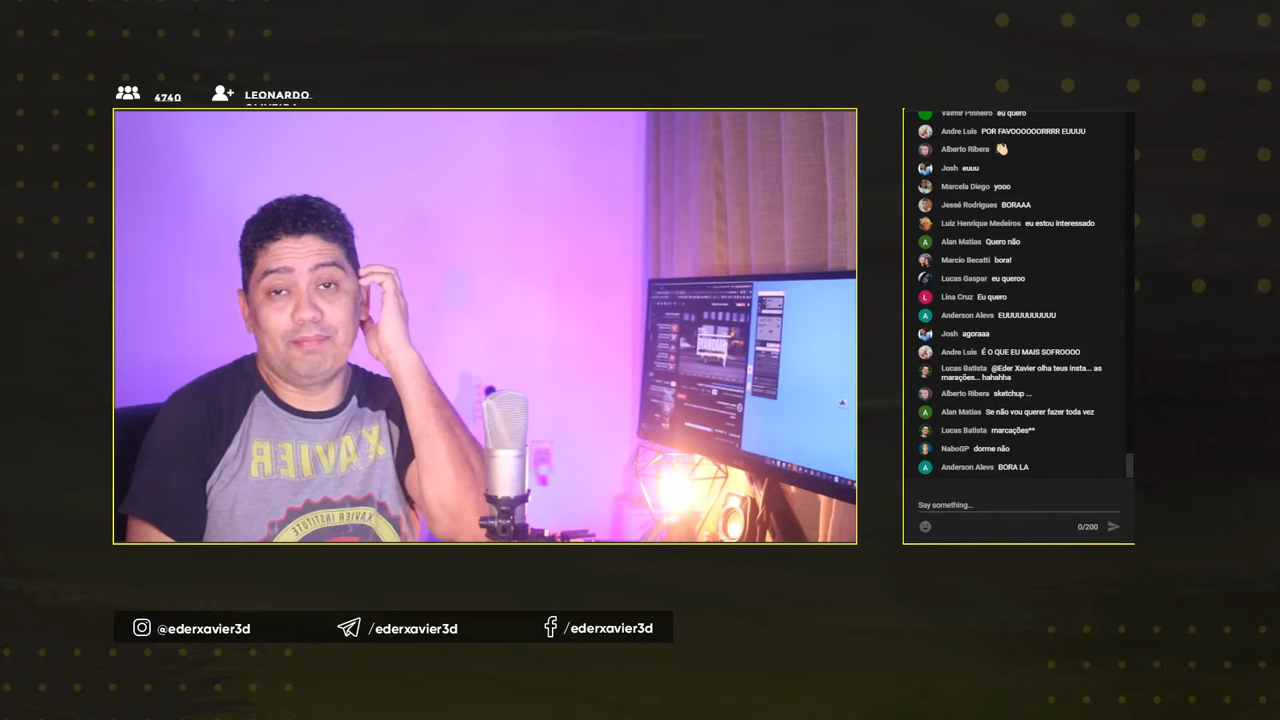 4740
LEONARDO
Valmir Pinheiro eu quero
Andre Luis POR FAVOOOOOORRRR EUUUU
Alberto Ribera 👏🏻
Josh euuu
Marcela Diego yooo
Jessé Rodrigues BORAAA
Luiz Henrique Medeiros eu estou interessado
A Alan Matias Quero não
Marcio Becatti bora!
Lucas Gaspar eu queroo
L Lina Cruz Eu quero
A Anderson Alevs EUUUUUUUUUUU
Josh agoraaa
Andre Luis É O QUE EU MAIS SOFROOOO
Lucas Batista @Eder Xavier olha teus insta... as
marações... hahahha
Alberto Ribera sketchup ...
A Alan Matias Se não vou querer fazer toda vez
Lucas Batista marcações**
NaboGP dorme não
A Anderson Alevs BORA LA
Say something...
0/200
XAVIER
XAVIER INSTITUTE
@ederxavier3d
/ederxavier3d
/ederxavier3d